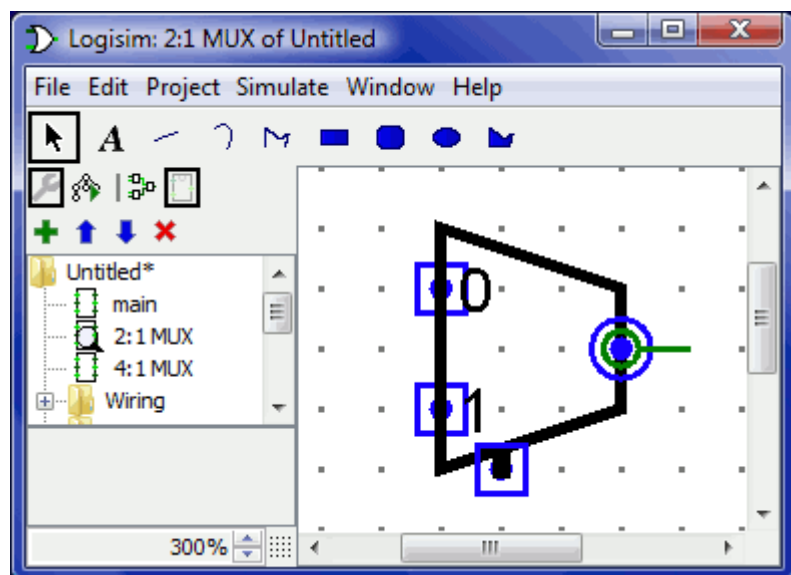 Logisim: 2:1 MUX of Untitled
File Edit Project Simulate Window Help
A
Untitled*
main
2:1 MUX
4:1 MUX
Wiring
0
1
300%